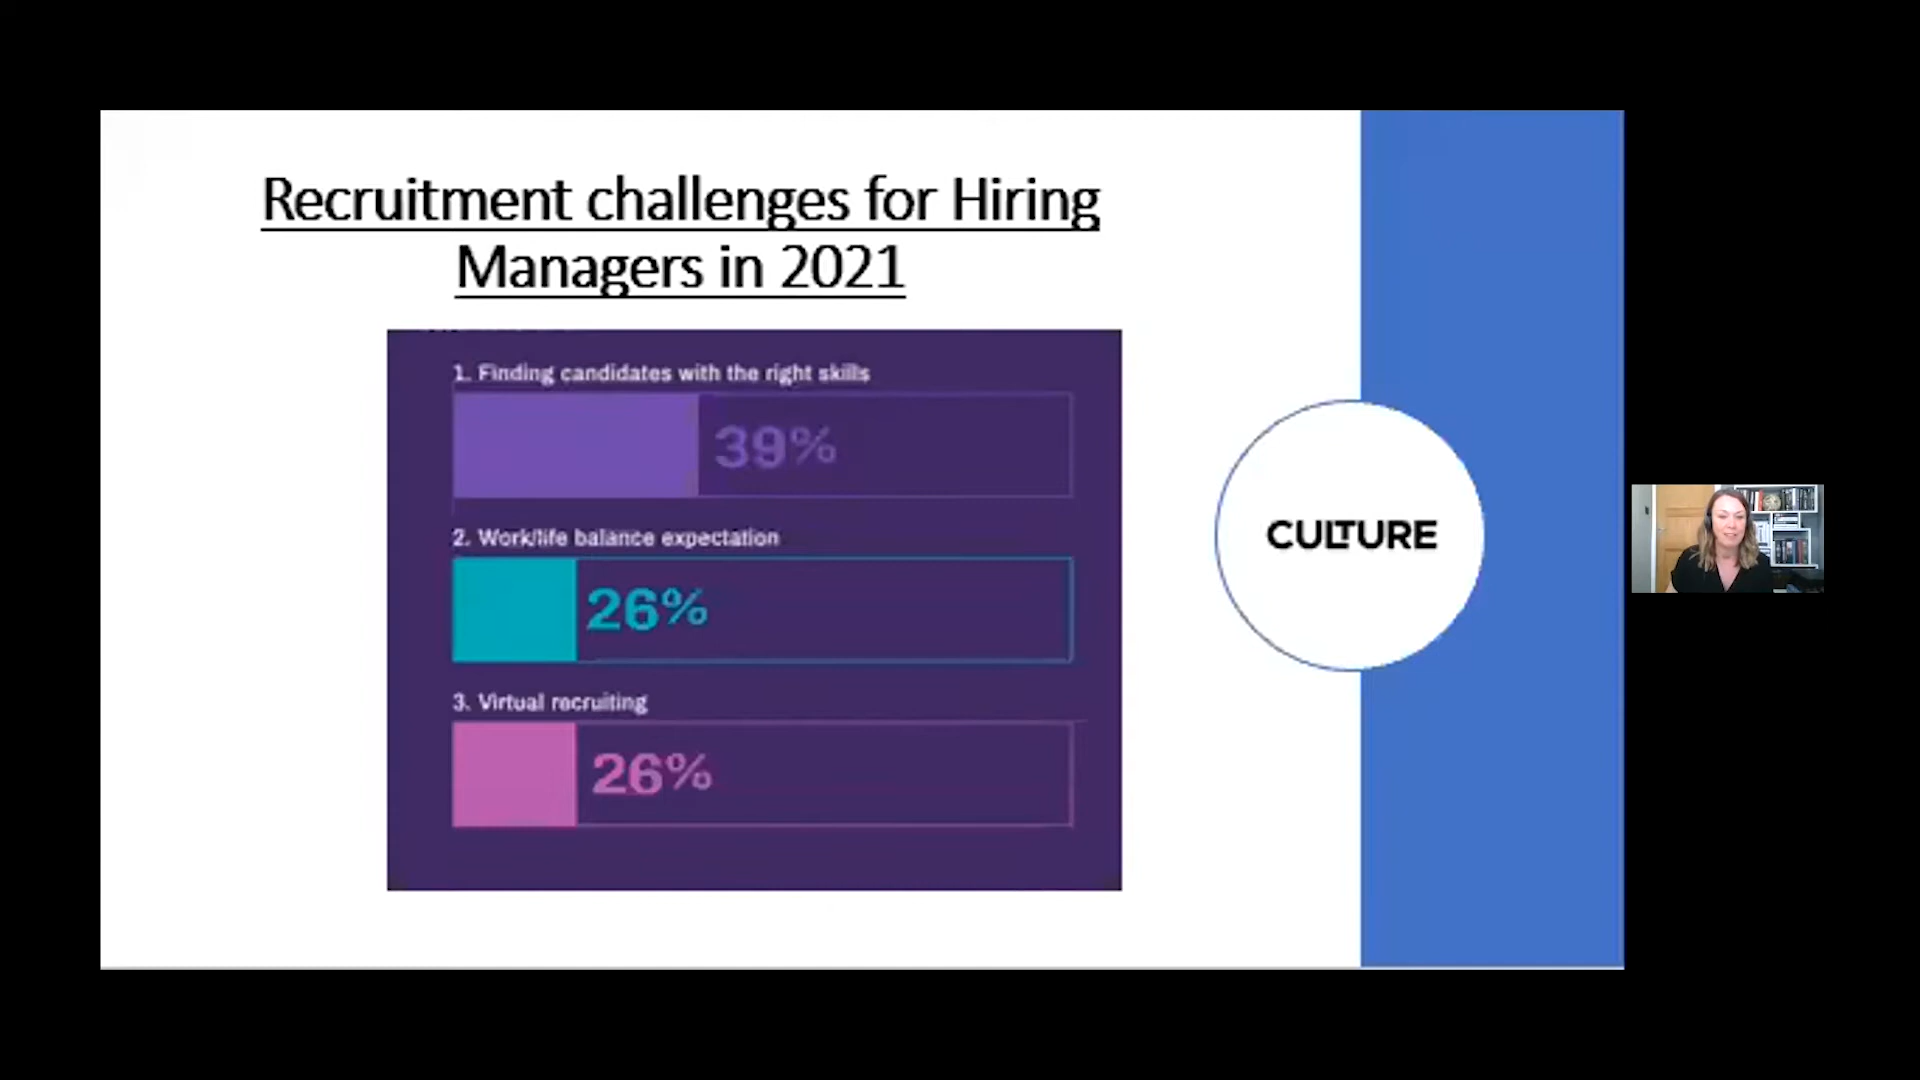 Recruitment challenges for Hiring
Managers in 2021
1. Finding candidates with the right skills
39%
2. Work/life balance expectation
26%
3. Virtual recruiting
26%
CULTURE